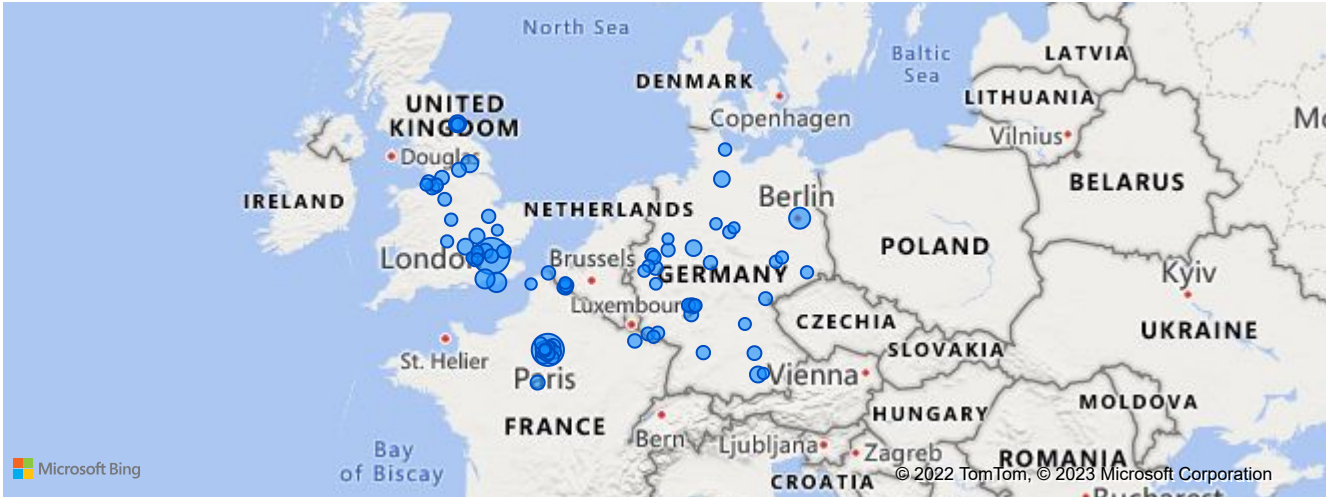 North Sea
Baltic
Sea
LATVIA
DENMARK
LITHUANIA
UNITED
KINGDOM
Copenhagen
Vilnius
Douglas
BELARUS
IRELAND
NETHERLANDS
Berlin
POLAND
London
Brussels
GERMANY
Kyiv
Luxembour
CZECHIA
UKRAINE
St. Helier
SLOVAKIA
Paris
Vienna
MOLDOVA
HUNGARY
FRANCE
Bern
Ljubljana
Zagreb
Bay
of Biscay
ROMANIA
Microsoft Bing
CROATIA
© 2022 TomTom, © 2023 Microsoft Corporation
Bucharest